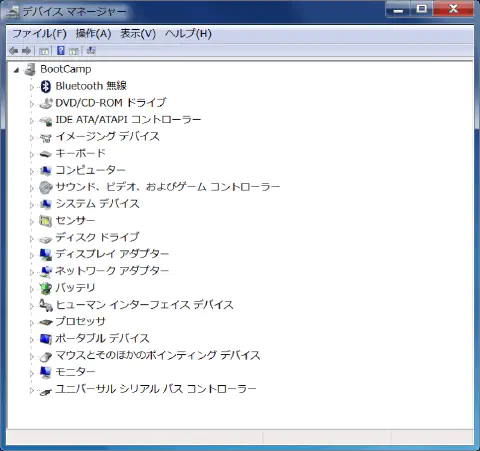 デバイス マネージャー
ファイル(F) 操作(A) 表示(V) ヘルプ(H)
BootCamp
Bluetooth 無線
DVD/CD-ROM ドライブ
IDE ATA/ATAPI コントローラー
イメージング デバイス
キーボード
コンピューター
サウンド、ビデオ、およびゲーム コントローラー
システム デバイス
センサー
ディスク ドライブ
ディスプレイ アダプター
ネットワーク アダプター
バッテリ
ヒューマン インターフェイス デバイス
プロセッサ
ポータブル デバイス
マウスとそのほかのポインティング デバイス
モニター
ユニバーサル シリアル バス コントローラー